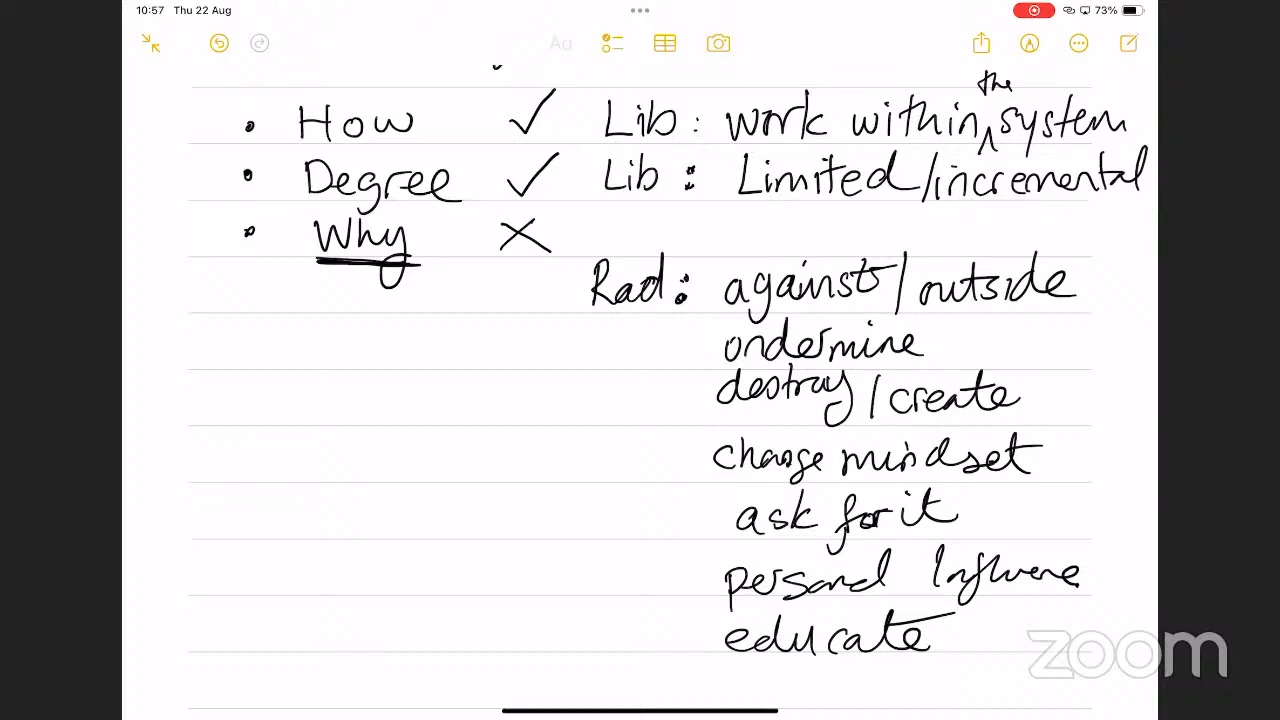 10:57 Thu 22 Aug 73%
Aa
the
• How ✓ Lib: work within ^ system
• Degree ✓ Lib: Limited/incremental
• Why ✗
Rad: against/outside
undermine
destroy/create
change mindset
ask for it
personal Influence
educate
zoom